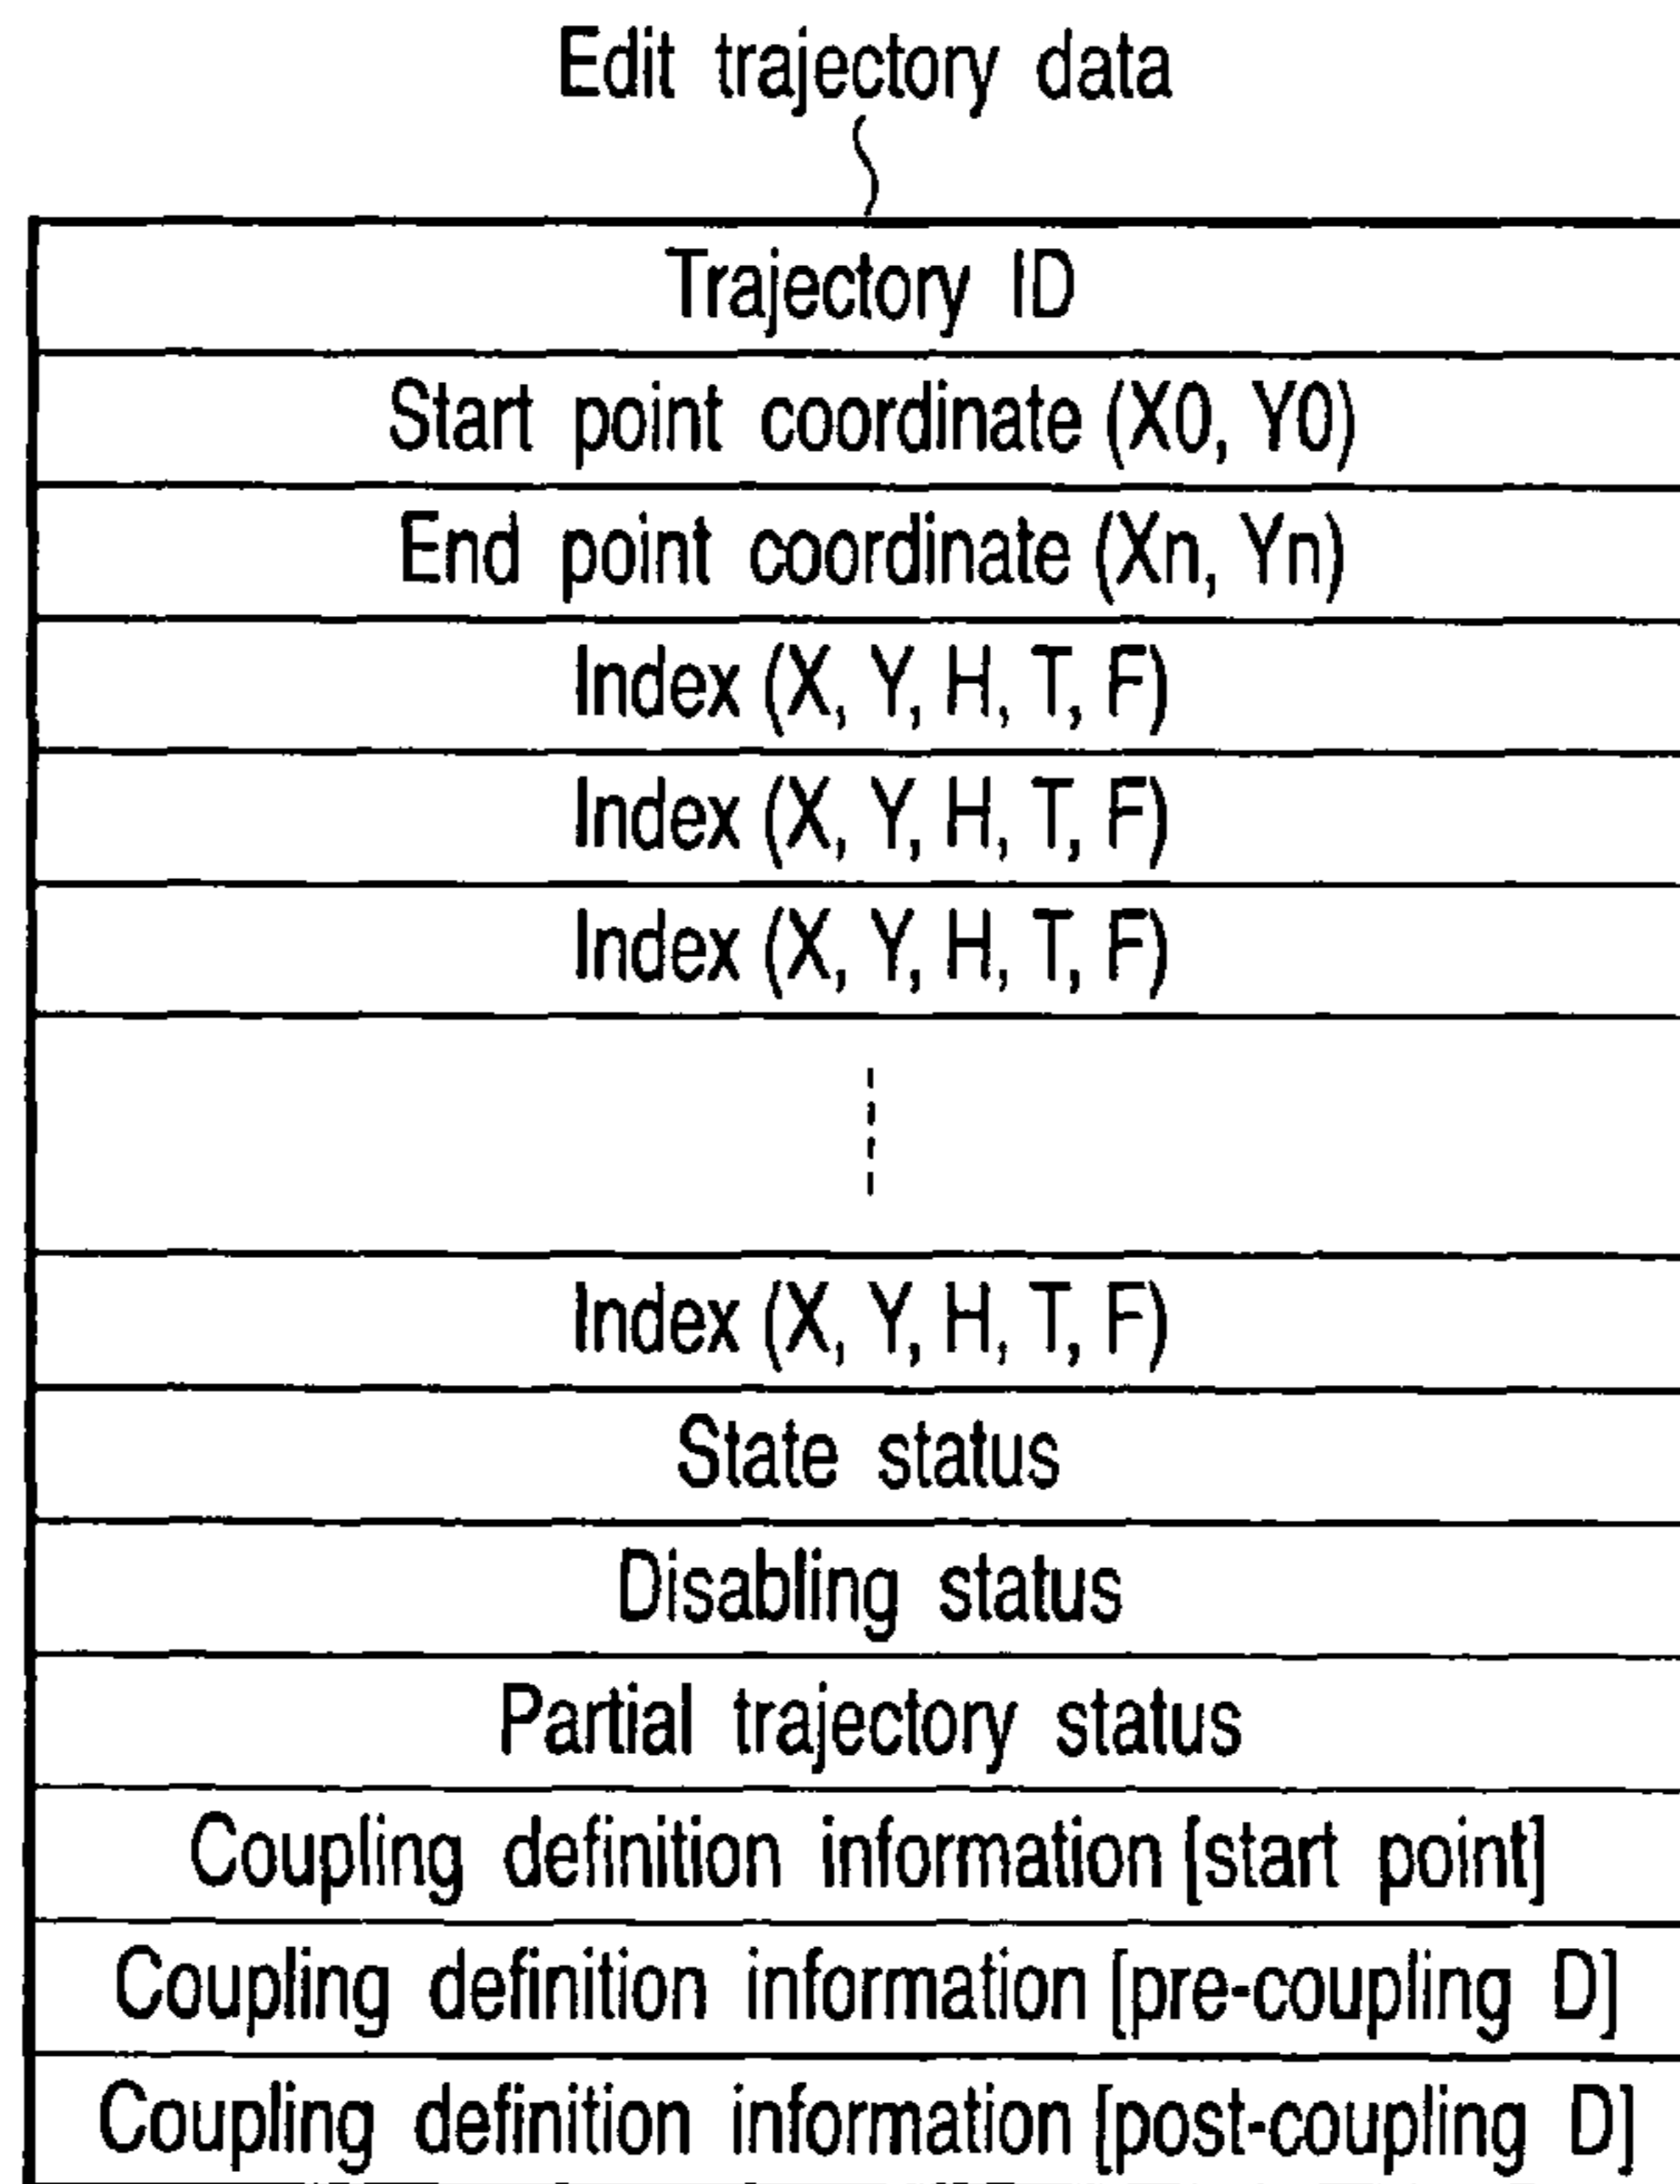 Edit trajectory data
Trajectory ID
Start point coordinate (X0, Y0)
End point coordinate (Xn, Yn)
Index (X, Y, H, T, F)
Index (X, Y, H, T, F)
Index (X, Y, H, T, F)
Index (X, Y, H, T, F)
State status
Disabling status
Partial trajectory status
Coupling definition information [start point]
Coupling definition information [pre-coupling D]
Coupling definition information [post-coupling D]